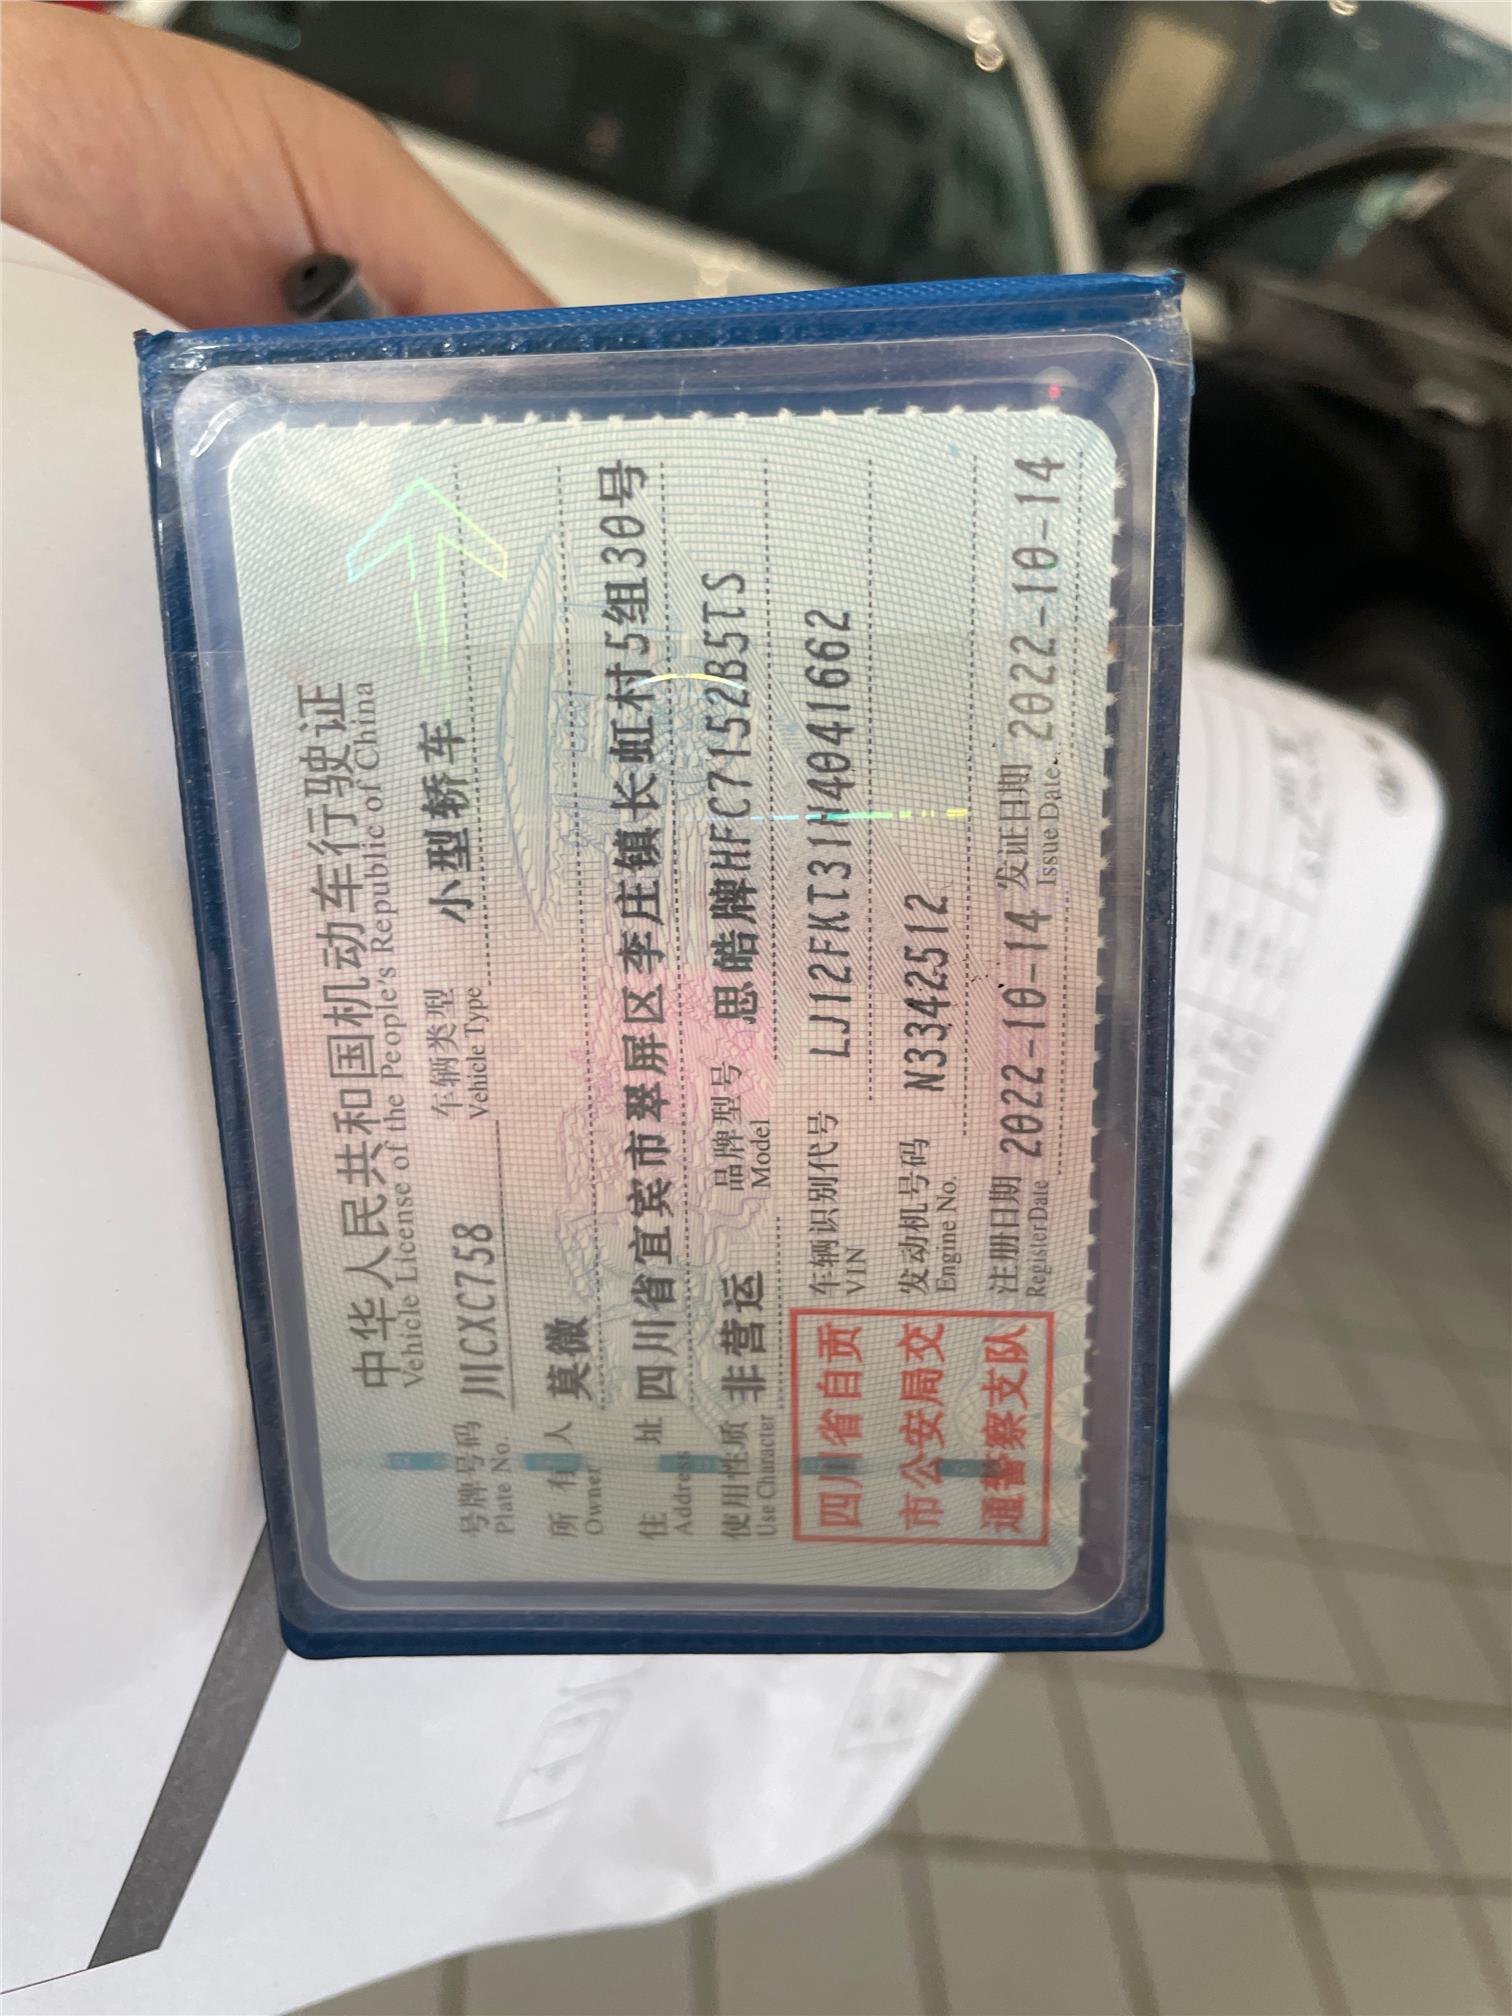 中华人民共和国机动车行驶证
Vehicle License of the People's Republic of China
号牌号码 川CXC758 车辆类型 小型轿车
Plate No. Vehicle Type
所有人 莫微
Owner
住址 四川省宜宾市翠屏区李庄镇长虹村5组30号
Address
使用性质 非营运 品牌型号 思皓牌HFC7152B5TS
Use Character Model
四川省自贡
市公安局交
通警察支队
车辆识别代号 LJ12FKT31N4041662
VIN
发动机号码 N3342512
Engine No.
注册日期 2022-10-14 发证日期 2022-10-14
Register Date Issue Date